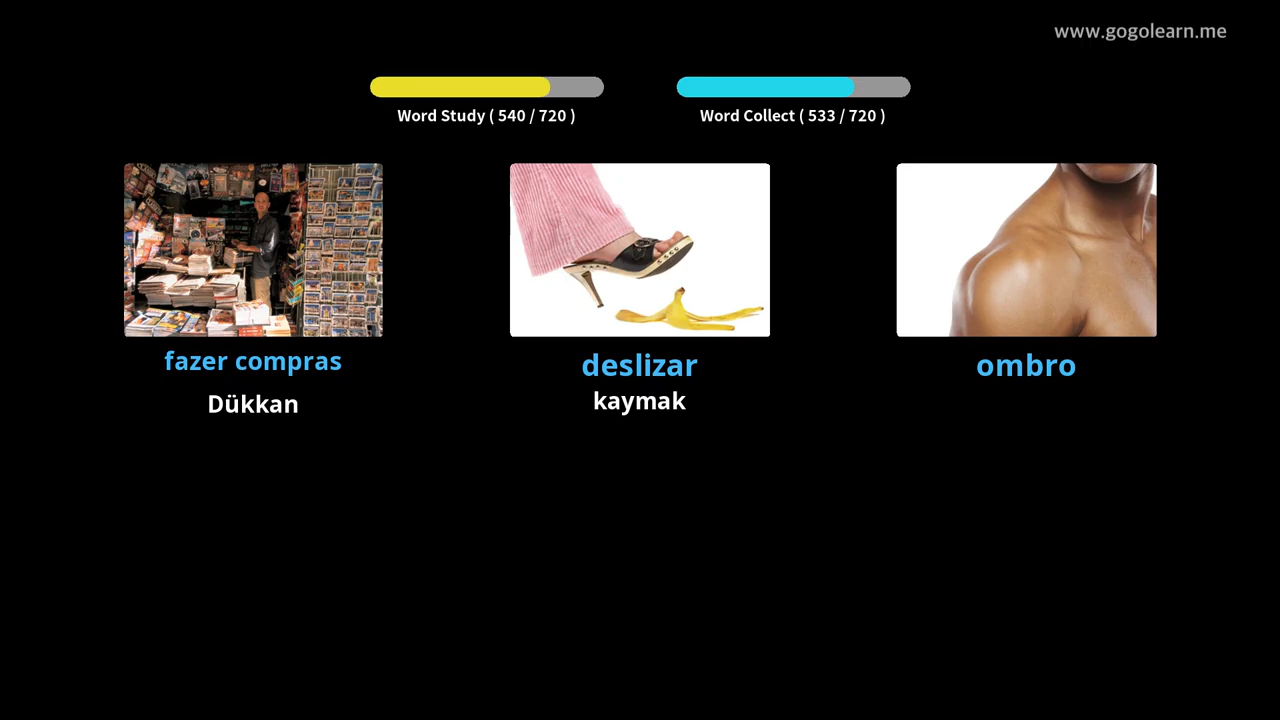 www.gogolearn.me
Word Study ( 540 / 720 )
Word Collect ( 533 / 720 )
fazer compras
Dükkan
deslizar
kaymak
ombro